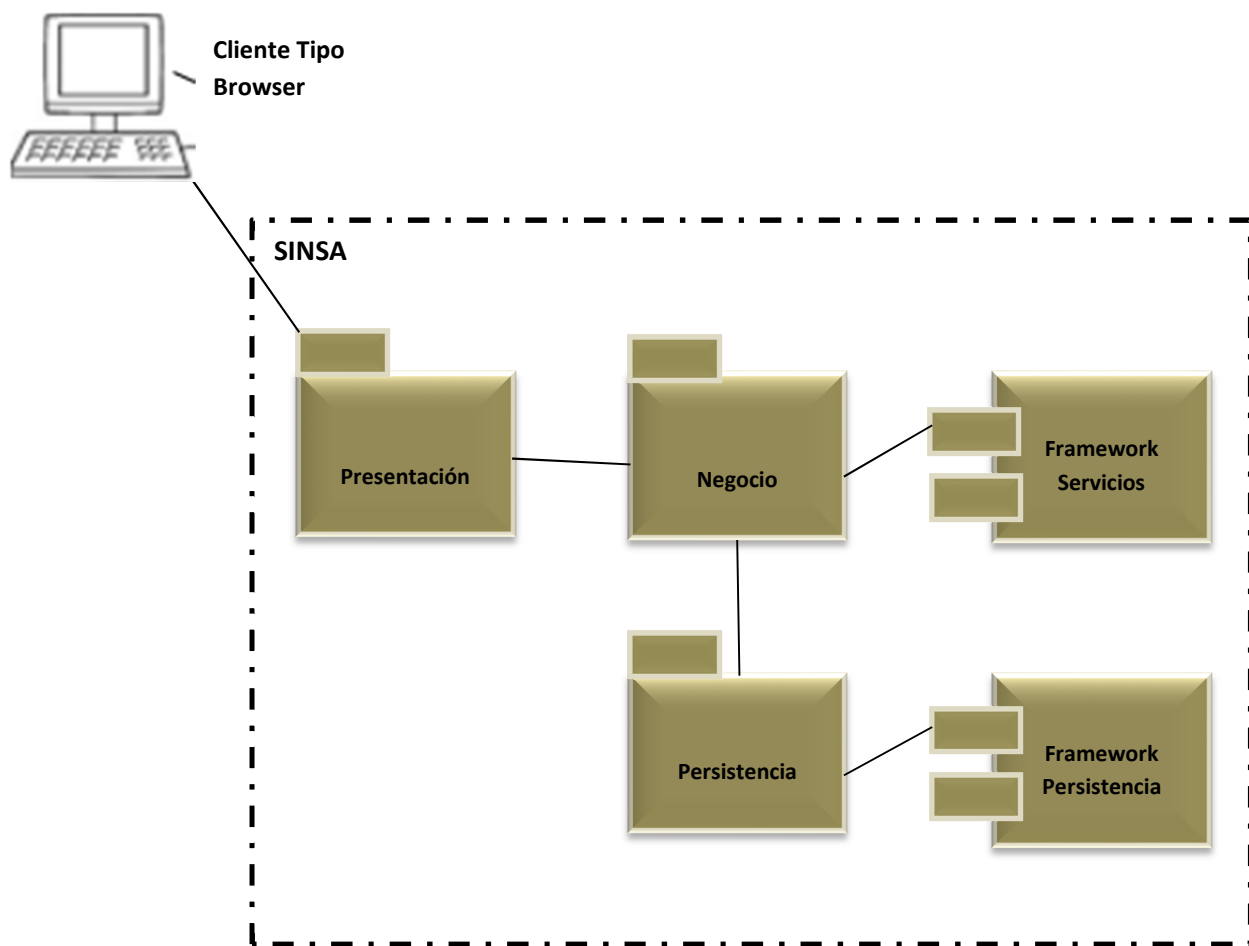 Cliente Tipo
Browser
SINSA
Presentación
Negocio
Framework
Servicios
Persistencia
Framework
Persistencia